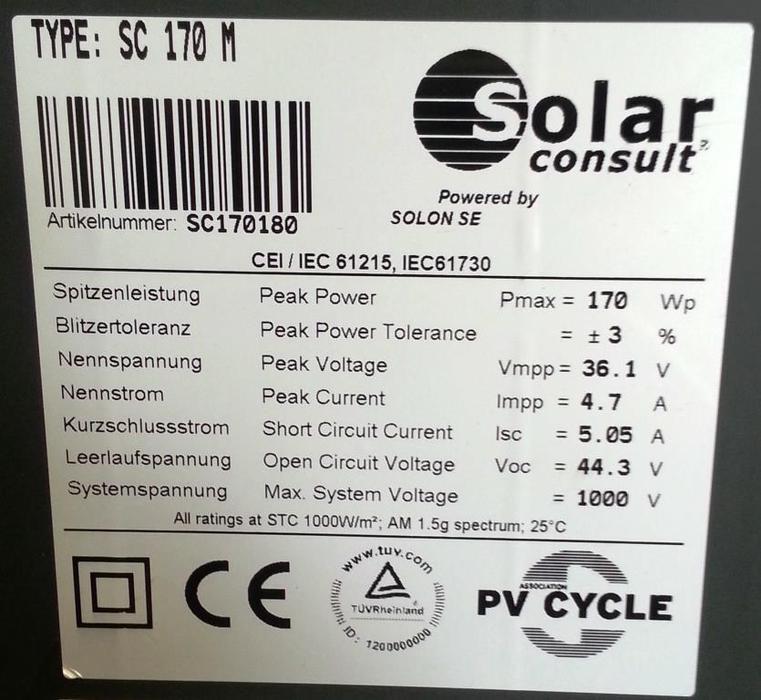 TYPE: SC 170 M
Solar
consult
Powered by
SOLON SE
Artikelnummer: SC170180
CEI / IEC 61215, IEC61730
Spitzenleistung Peak Power Pmax = 170 Wp
Blitzertoleranz Peak Power Tolerance = ± 3 %
Nennspannung Peak Voltage Vmpp = 36.1 V
Nennstrom Peak Current Impp = 4.7 A
Kurzschlussstrom Short Circuit Current Isc = 5.05 A
Leerlaufspannung Open Circuit Voltage Voc = 44.3 V
Systemspannung Max. System Voltage = 1000 V
All ratings at STC 1000W/m²; AM 1.5g spectrum; 25°C
CE
www.tuv.com
TÜVRheinland
ID: 1200000000
ASSOCIATION
PV CYCLE